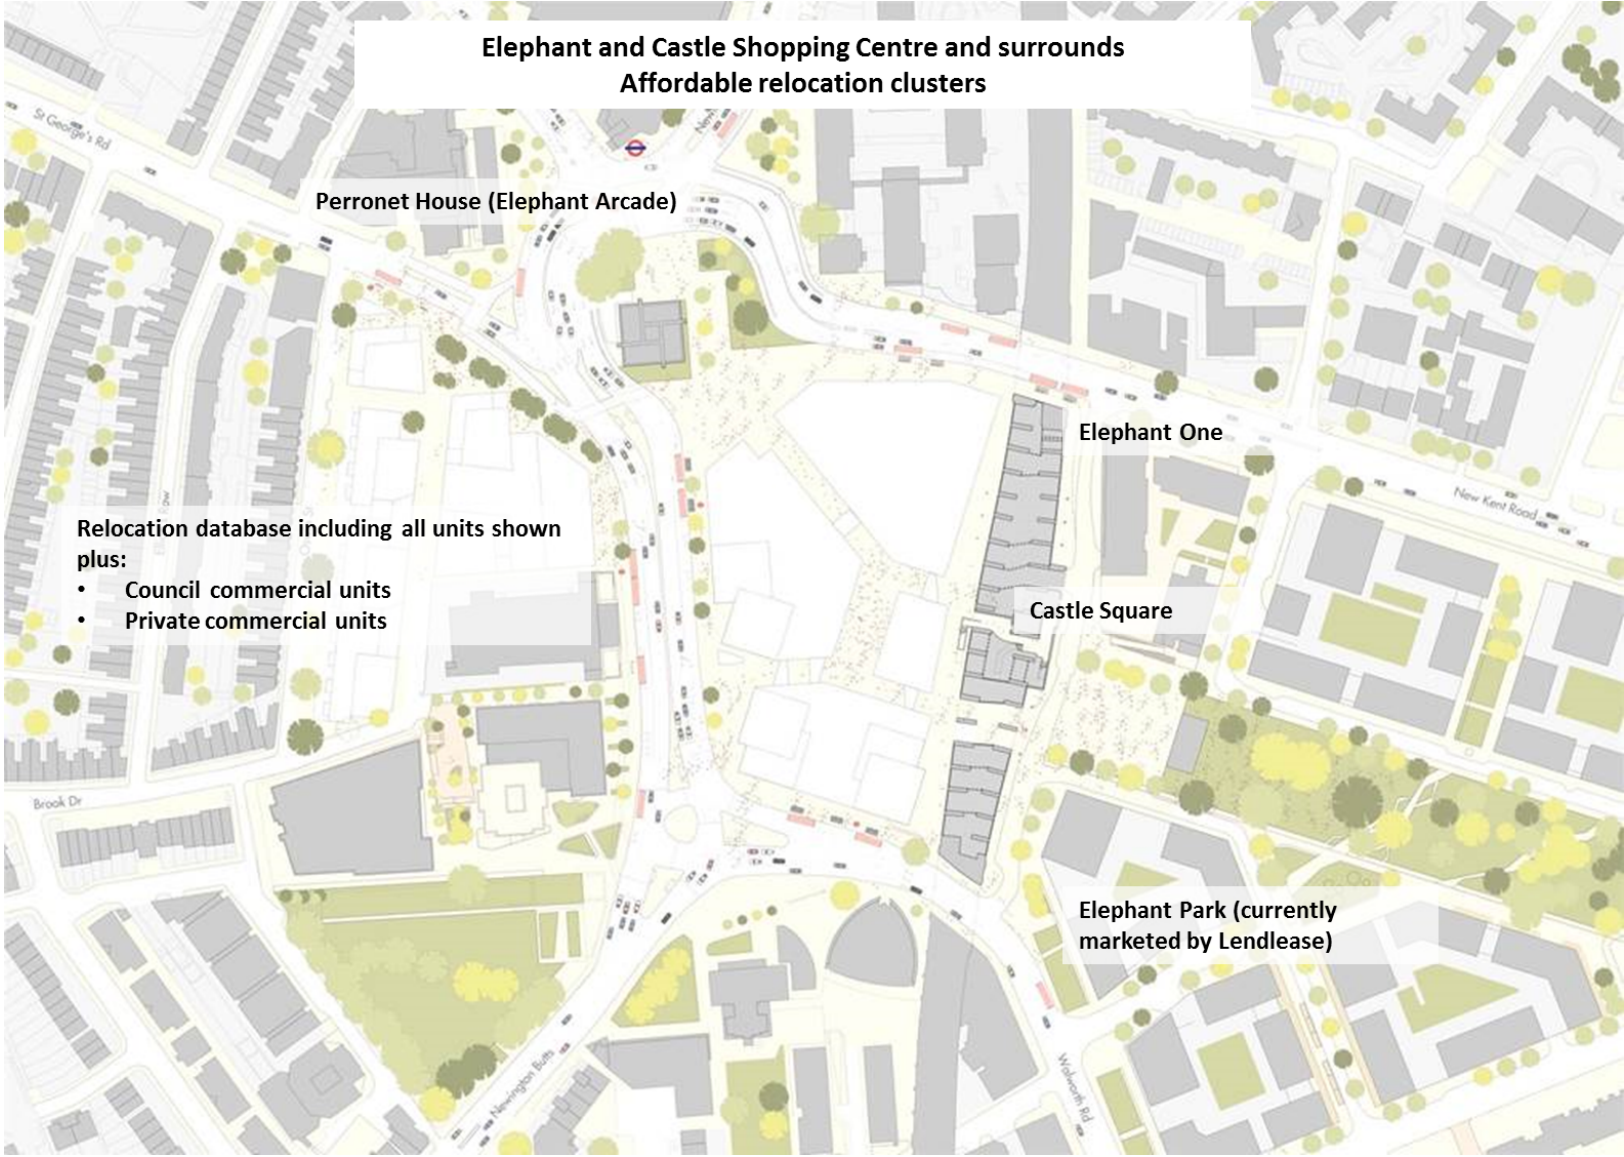 Elephant and Castle Shopping Centre and surrounds
Affordable relocation clusters
St George's Rd
New
Perronet House (Elephant Arcade)
Elephant One
New Kent Road
Relocation database including all units shown
plus:
• Council commercial units
• Private commercial units
Castle Square
Brook Dr
Elephant Park (currently
marketed by Lendlease)
Newington Butts
Walworth Rd